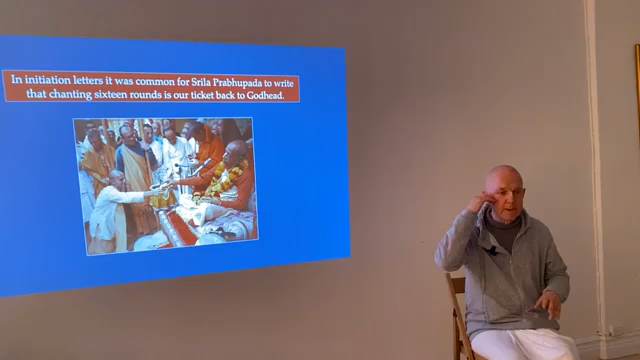 In initiation letters it was common for Srila Prabhupada to write
that chanting sixteen rounds is our ticket back to Godhead.